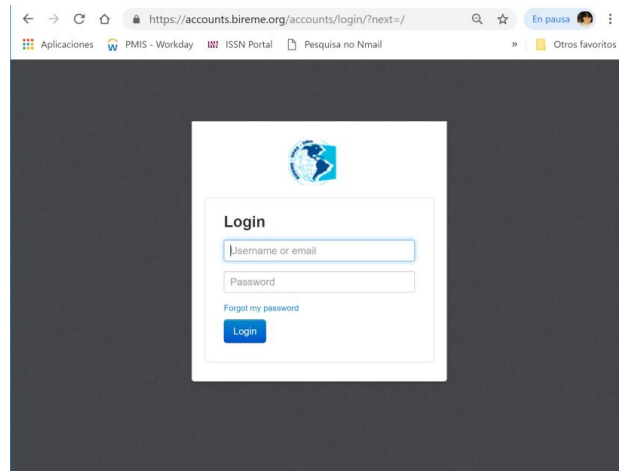 https://accounts.bireme.org/accounts/login/?next=/
En pausa
Aplicaciones PMIS - Workday ISSN Portal Pesquisa no Nmail » Otros favoritos
Login
Username or email
Password
Forgot my password
Login